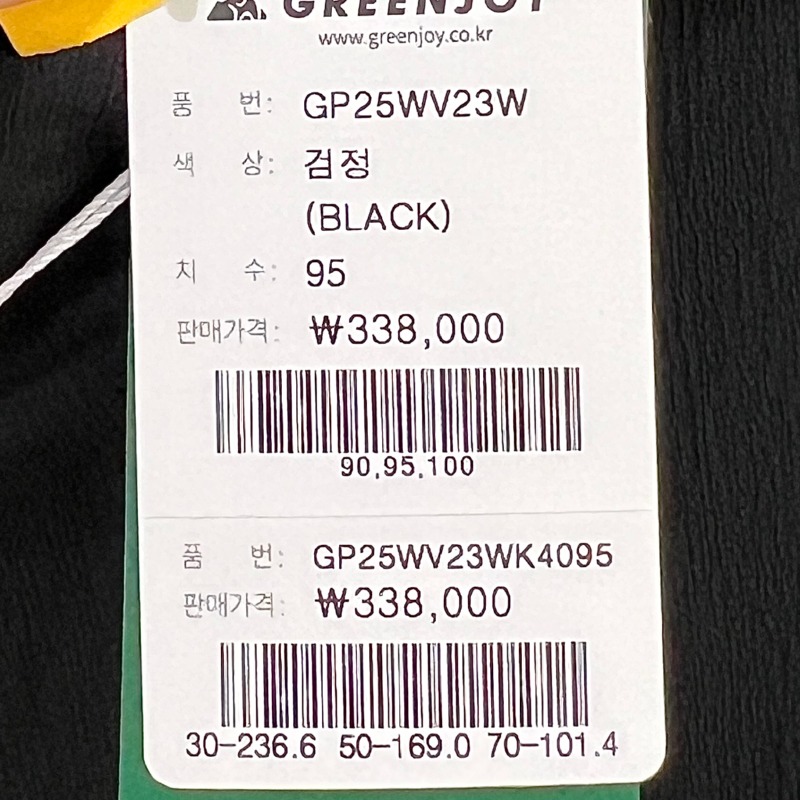 GREENJOY
www.greenjoy.co.kr
품 번: GP25WV23W
색 상: 검정
(BLACK)
치 수: 95
판매가격: ₩338,000
90,95,100
품 번: GP25WV23WK4095
판매가격: ₩338,000
30-236.6 50-169.0 70-101.4